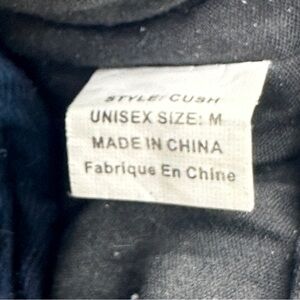 STYLE: CUSH
UNISEX SIZE: M
MADE IN CHINA
Fabrique En Chine